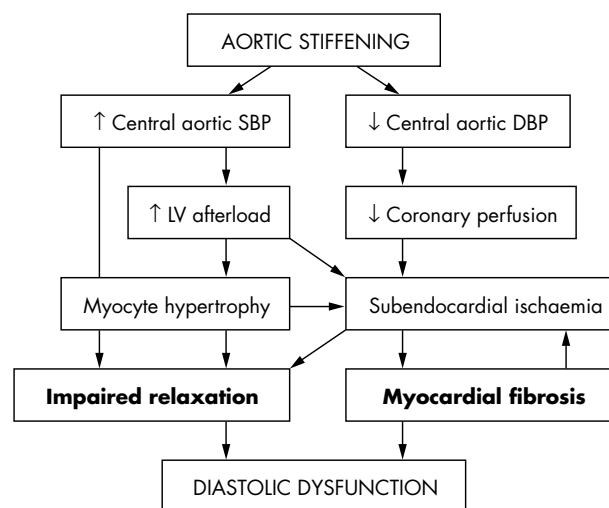 AORTIC STIFFENING
↑ Central aortic SBP
↓ Central aortic DBP
↑ LV afterload
↓ Coronary perfusion
Myocyte hypertrophy
Subendocardial ischaemia
Impaired relaxation
Myocardial fibrosis
DIASTOLIC DYSFUNCTION